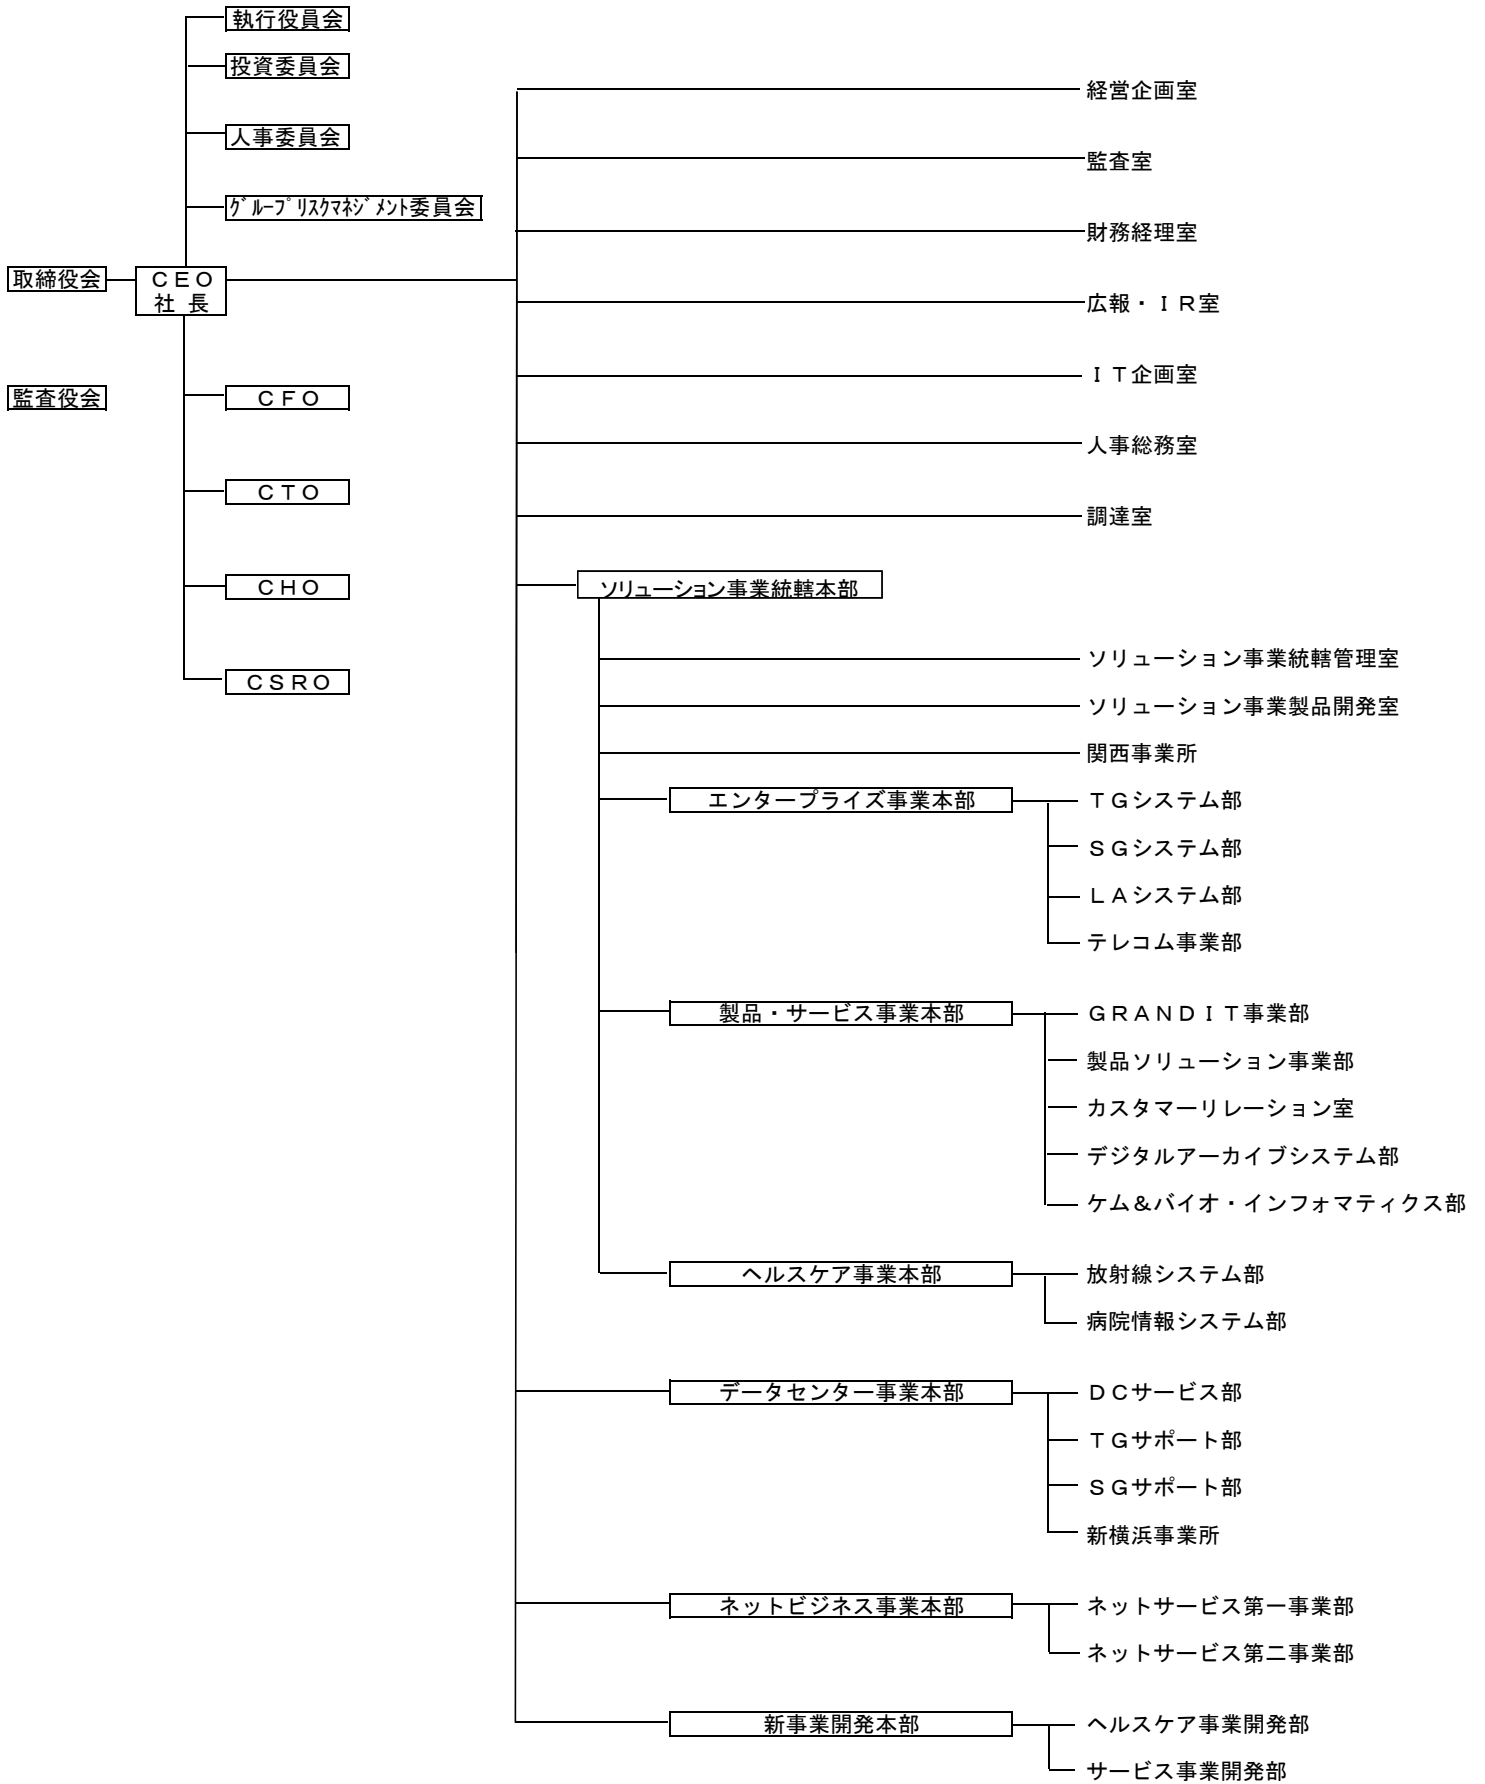 執行役員会
投資委員会
人事委員会
ｸﾞﾙｰﾌﾟﾘｽｸﾏﾈｼﾞﾒﾝﾄ委員会
取締役会
ＣＥＯ
社 長
監査役会
ＣＦＯ
ＣＴＯ
ＣＨＯ
ＣＳＲＯ
経営企画室
監査室
財務経理室
広報・ＩＲ室
ＩＴ企画室
人事総務室
調達室
ソリューション事業統轄本部
ソリューション事業統轄管理室
ソリューション事業製品開発室
関西事業所
エンタープライズ事業本部
ＴＧシステム部
ＳＧシステム部
ＬＡシステム部
テレコム事業部
製品・サービス事業本部
ＧＲＡＮＤＩＴ事業部
製品ソリューション事業部
カスタマーリレーション室
デジタルアーカイブシステム部
ケム＆バイオ・インフォマティクス部
ヘルスケア事業本部
放射線システム部
病院情報システム部
データセンター事業本部
ＤＣサービス部
ＴＧサポート部
ＳＧサポート部
新横浜事業所
ネットビジネス事業本部
ネットサービス第一事業部
ネットサービス第二事業部
新事業開発本部
ヘルスケア事業開発部
サービス事業開発部